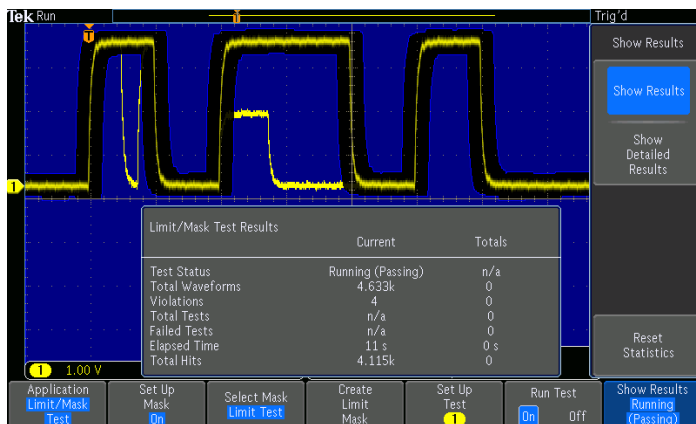 Tek Run
Trig'd
T
T
Show Results
Show Results
Show
Detailed
Results
1
Limit/Mask Test Results
Current Totals
Test Status Running (Passing) n/a
Total Waveforms 4.633k 0
Violations 4 0
Total Tests n/a 0
Failed Tests n/a 0
Elapsed Time 11 s 0 s
Total Hits 4.115k 0
Reset
Statistics
1 1.00 V
Application
Limit/Mask
Test
Set Up
Mask
On
Select Mask
Limit Test
Create
Limit
Mask
Set Up
Test
1
Run Test
On Off
Show Results
Running
(Passing)